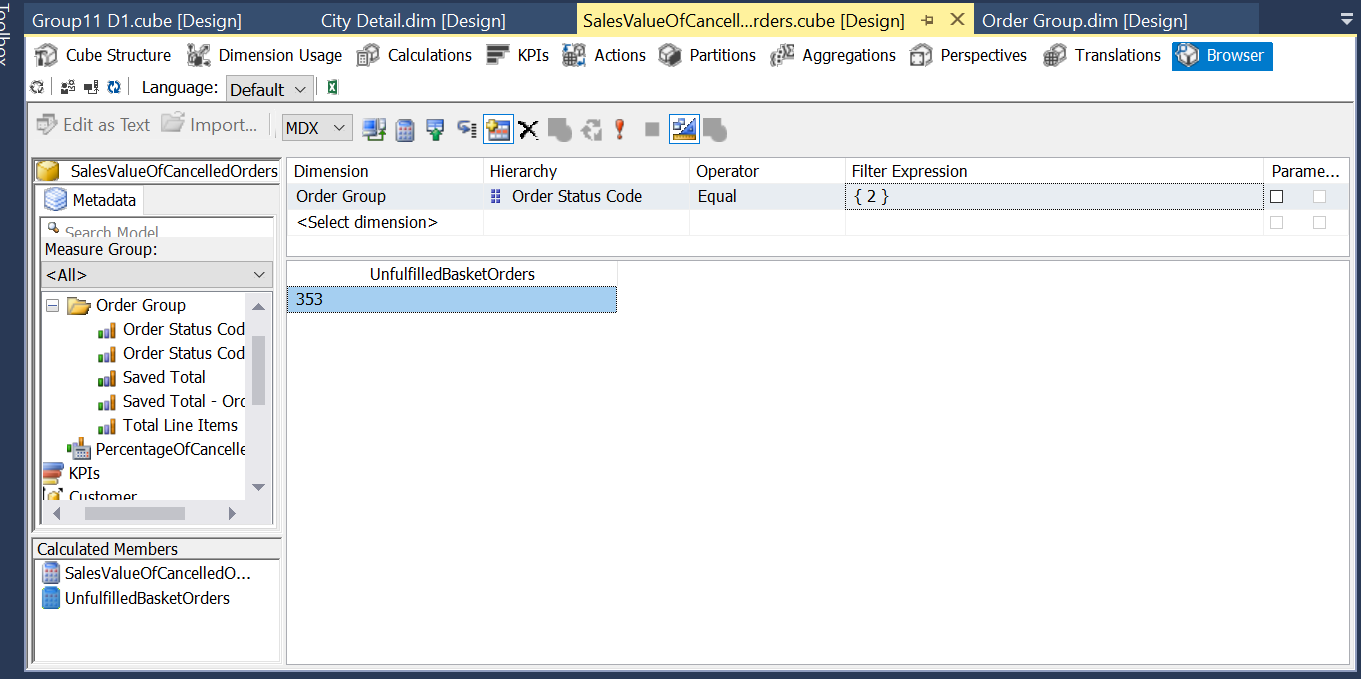 Toolbox
Group11 D1.cube [Design] City Detail.dim [Design] SalesValueOfCancell...rders.cube [Design] Order Group.dim [Design]
Cube Structure Dimension Usage Calculations KPIs Actions Partitions Aggregations Perspectives Translations Browser
Language: Default
Edit as Text Import... MDX
SalesValueOfCancelledOrders
Metadata
Search Model
Measure Group:
<All>
Order Group
Order Status Cod
Order Status Cod
Saved Total
Saved Total - Orc
Total Line Items
PercentageOfCancelle
KPIs
Customer
Calculated Members
SalesValueOfCancelledO...
UnfulfilledBasketOrders
Dimension Hierarchy Operator Filter Expression Parame...
Order Group Order Status Code Equal { 2 }
<Select dimension>
UnfulfilledBasketOrders
353